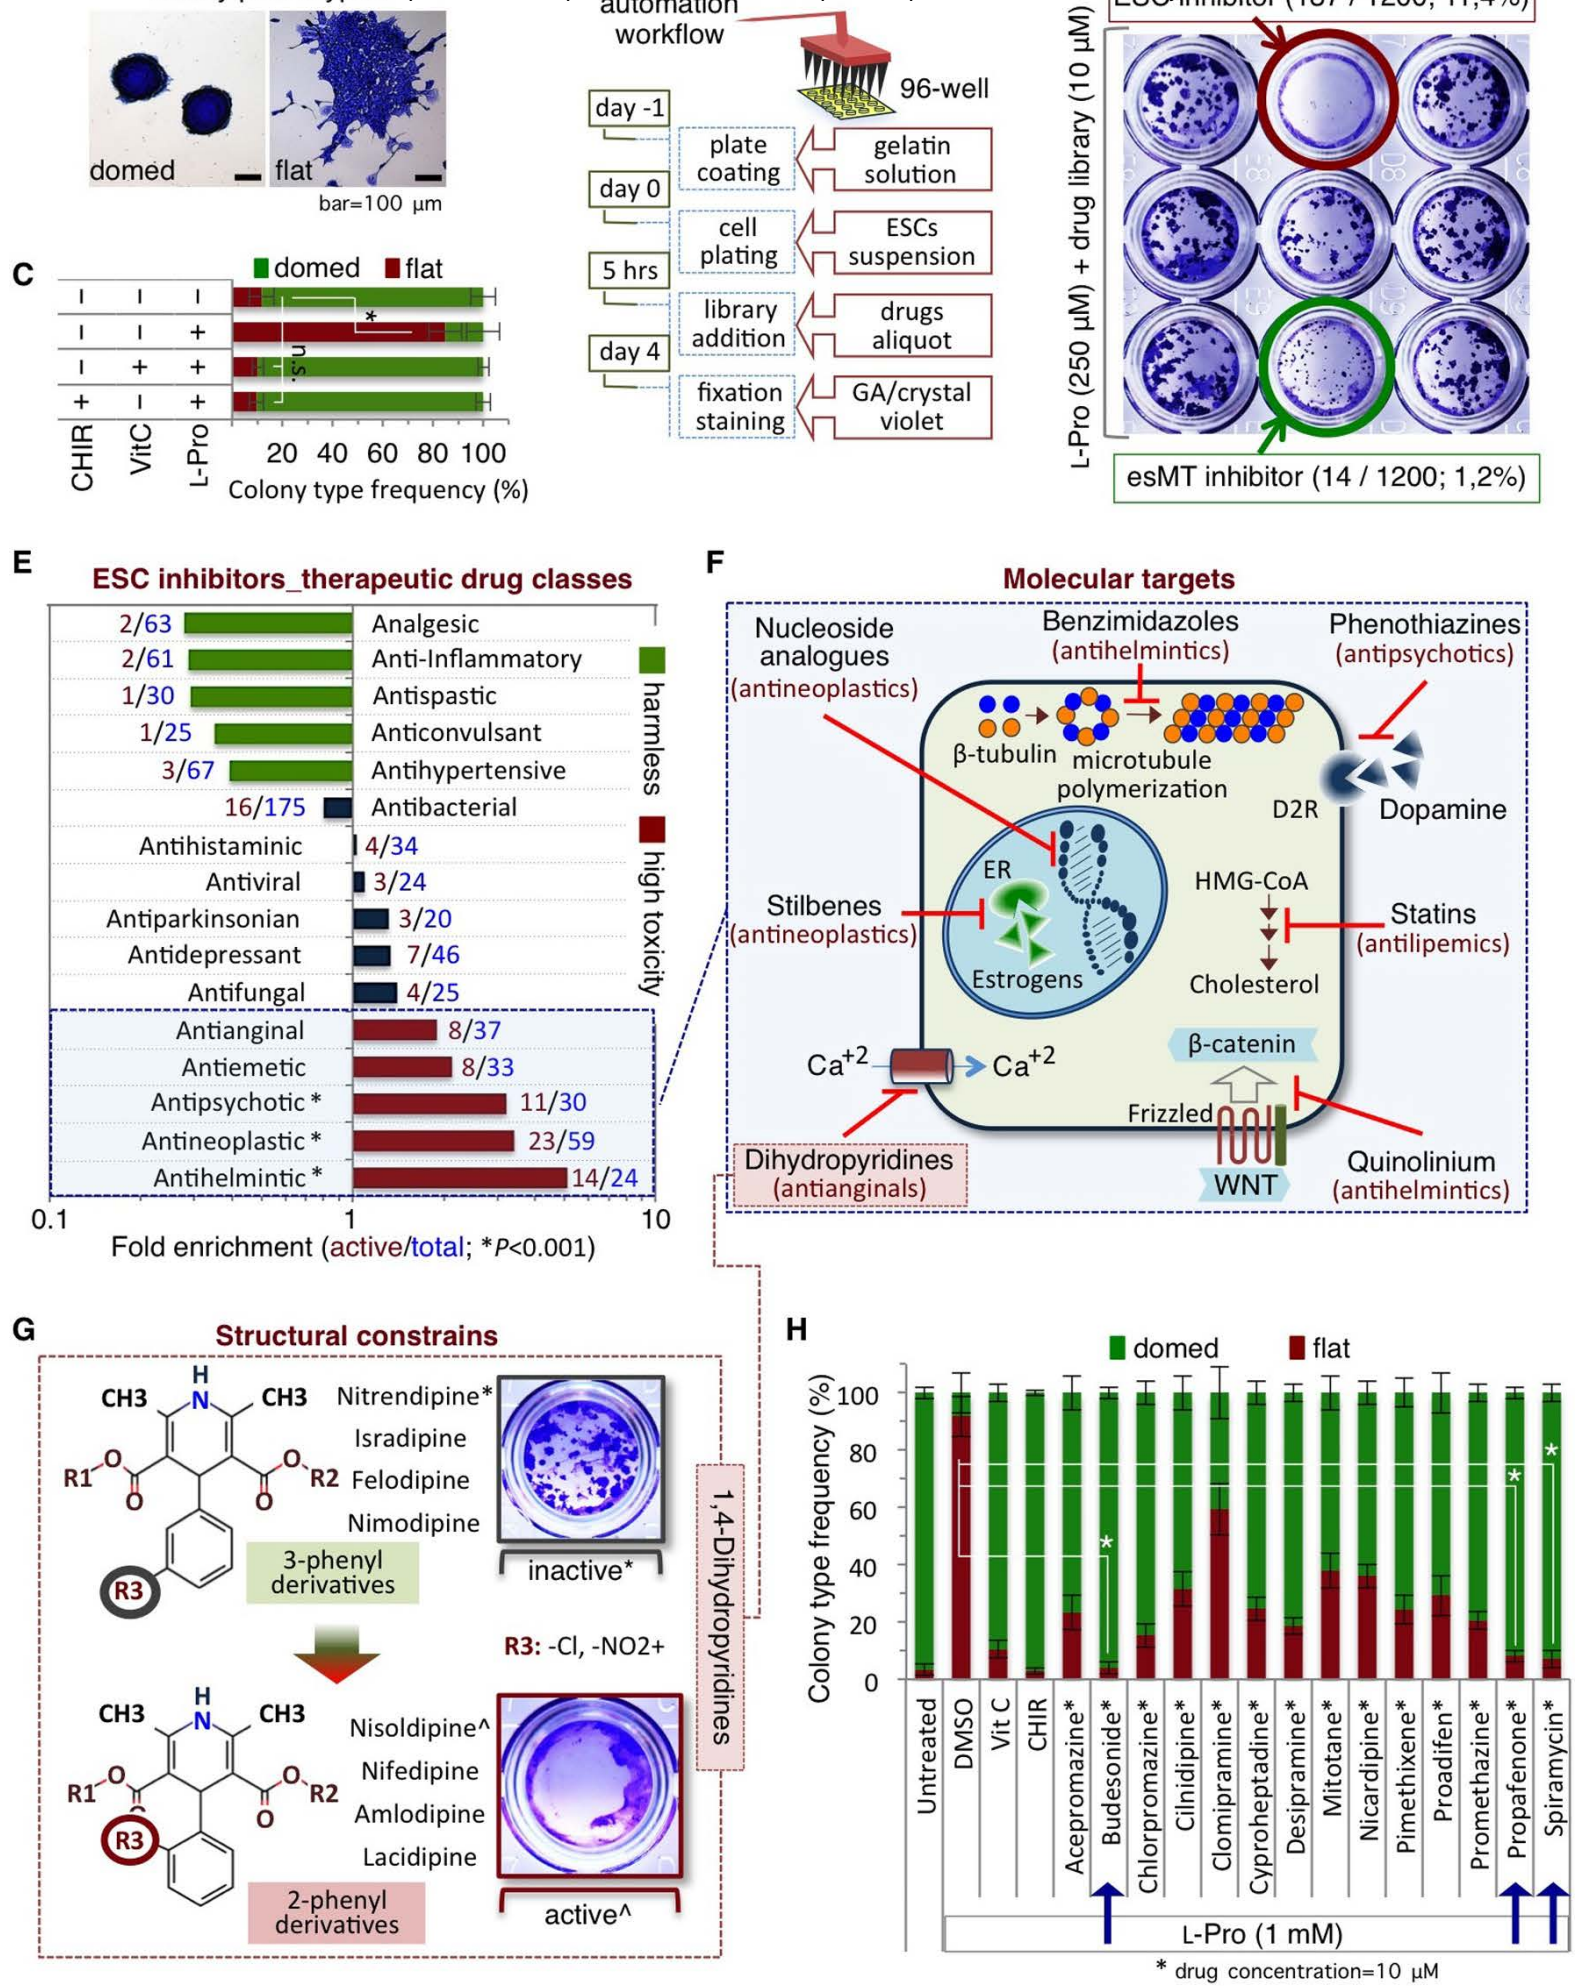 automation
workflow
96-well
day -1
plate
coating
gelatin
solution
day 0
cell
plating
ESCs
suspension
5 hrs
library
addition
drugs
aliquot
day 4
fixation
staining
GA/crystal
violet
domed
flat
bar=100 μm
L-Pro (250 μM) + drug library (10 μM)
esMT inhibitor (14 / 1200; 1,2%)
C
domed
flat
– – –
– – +
– + +
+ – +
*
n.s.
CHIR
VitC
L-Pro
20 40 60 80 100
Colony type frequency (%)
E
ESC inhibitors_therapeutic drug classes
2/63 Analgesic
2/61 Anti-Inflammatory
1/30 Antispastic
1/25 Anticonvulsant
3/67 Antihypertensive
16/175 Antibacterial
Antihistaminic 4/34
Antiviral 3/24
Antiparkinsonian 3/20
Antidepressant 7/46
Antifungal 4/25
Antianginal 8/37
Antiemetic 8/33
Antipsychotic * 11/30
Antineoplastic * 23/59
Antihelmintic * 14/24
harmless
high toxicity
0.1 1 10
Fold enrichment (active/total; *P<0.001)
F
Molecular targets
Nucleoside
analogues
(antineoplastics)
Benzimidazoles
(antihelmintics)
Phenothiazines
(antipsychotics)
β-tubulin
microtubule
polymerization
D2R
Dopamine
ER
Estrogens
Stilbenes
(antineoplastics)
HMG-CoA
Cholesterol
Statins
(antilipemics)
Ca+2
Ca+2
β-catenin
Frizzled
WNT
Dihydropyridines
(antianginals)
Quinolinium
(antihelmintics)
G
Structural constrains
H
N
CH3
CH3
R1
O
O
O
O
R2
R3
Nitrendipine*
Isradipine
Felodipine
Nimodipine
3-phenyl
derivatives
inactive*
R3: -Cl, -NO2+
1,4-Dihydropyridines
H
N
CH3
CH3
R1
O
O
O
O
R2
R3
Nisoldipine^
Nifedipine
Amlodipine
Lacidipine
2-phenyl
derivatives
active^
H
domed
flat
Colony type frequency (%)
100
80
60
40
20
0
*
*
*
Untreated
DMSO
Vit C
CHIR
Acepromazine*
Budesonide*
Chlorpromazine*
Cilnidipine*
Clomipramine*
Cyproheptadine*
Desipramine*
Mitotane*
Nicardipine*
Pimethixene*
Proadifen*
Promethazine*
Propafenone*
Spiramycin*
L-Pro (1 mM)
* drug concentration=10 μM